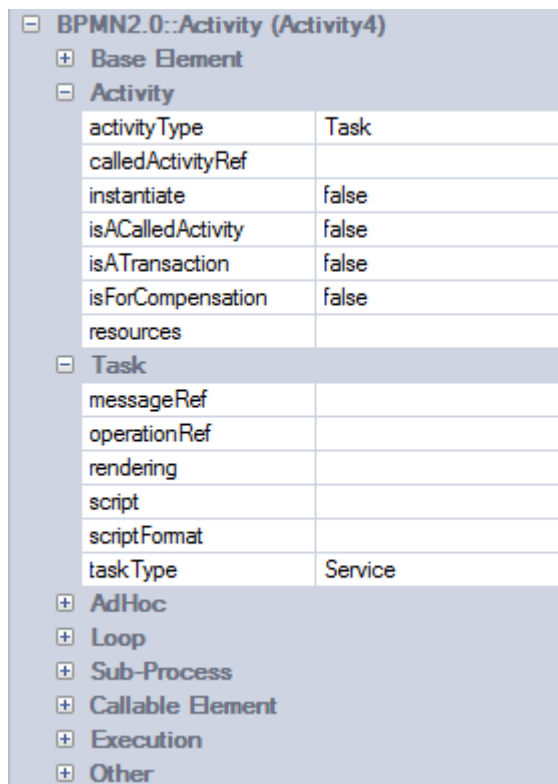 BPMN2.0::Activity (Activity4)
Base Element
Activity
activityType Task
calledActivityRef
instantiate false
isACalledActivity false
isATransaction false
isForCompensation false
resources
Task
messageRef
operationRef
rendering
script
scriptFormat
taskType Service
AdHoc
Loop
Sub-Process
Callable Element
Execution
Other